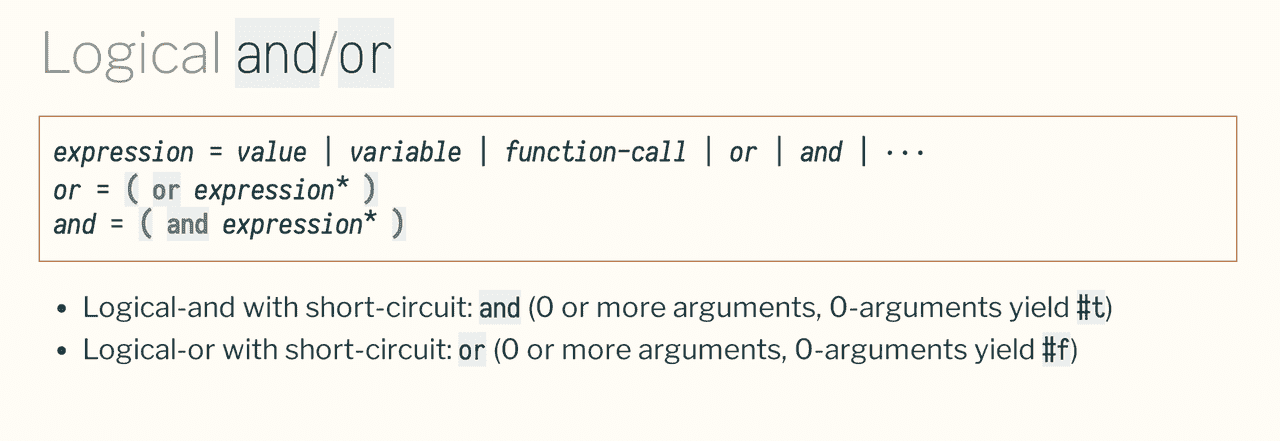 Logical and/or
expression = value | variable | function-call | or | and | ···
or = ( or expression* )
and = ( and expression* )
• Logical-and with short-circuit: and (0 or more arguments, 0-arguments yield #t)
• Logical-or with short-circuit: or (0 or more arguments, 0-arguments yield #f)